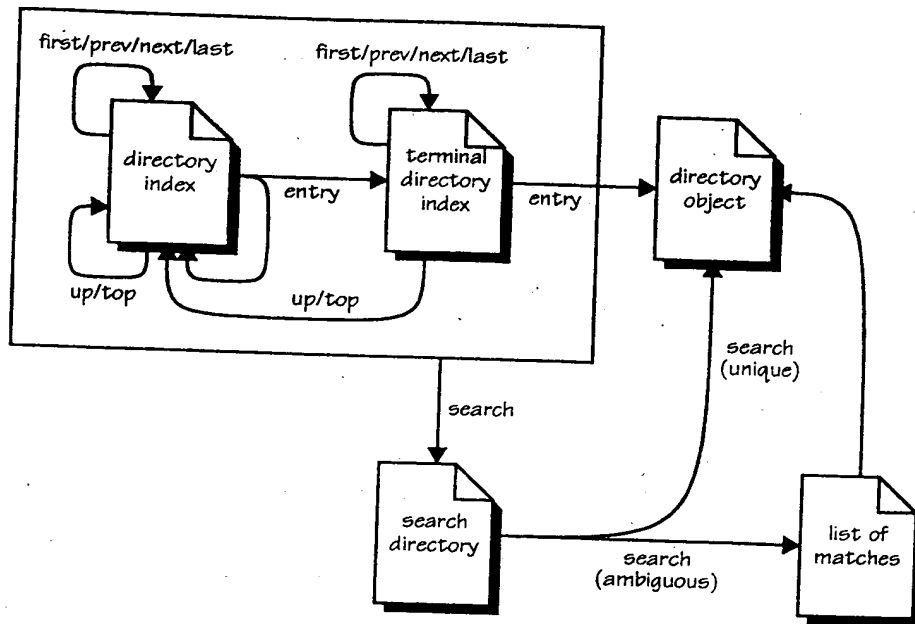 first/prev/next/last
first/prev/next/last
directory
index
entry
terminal
directory
index
entry
directory
object
up/top
up/top
search
(unique)
search
search
directory
search
(ambiguous)
list of
matches